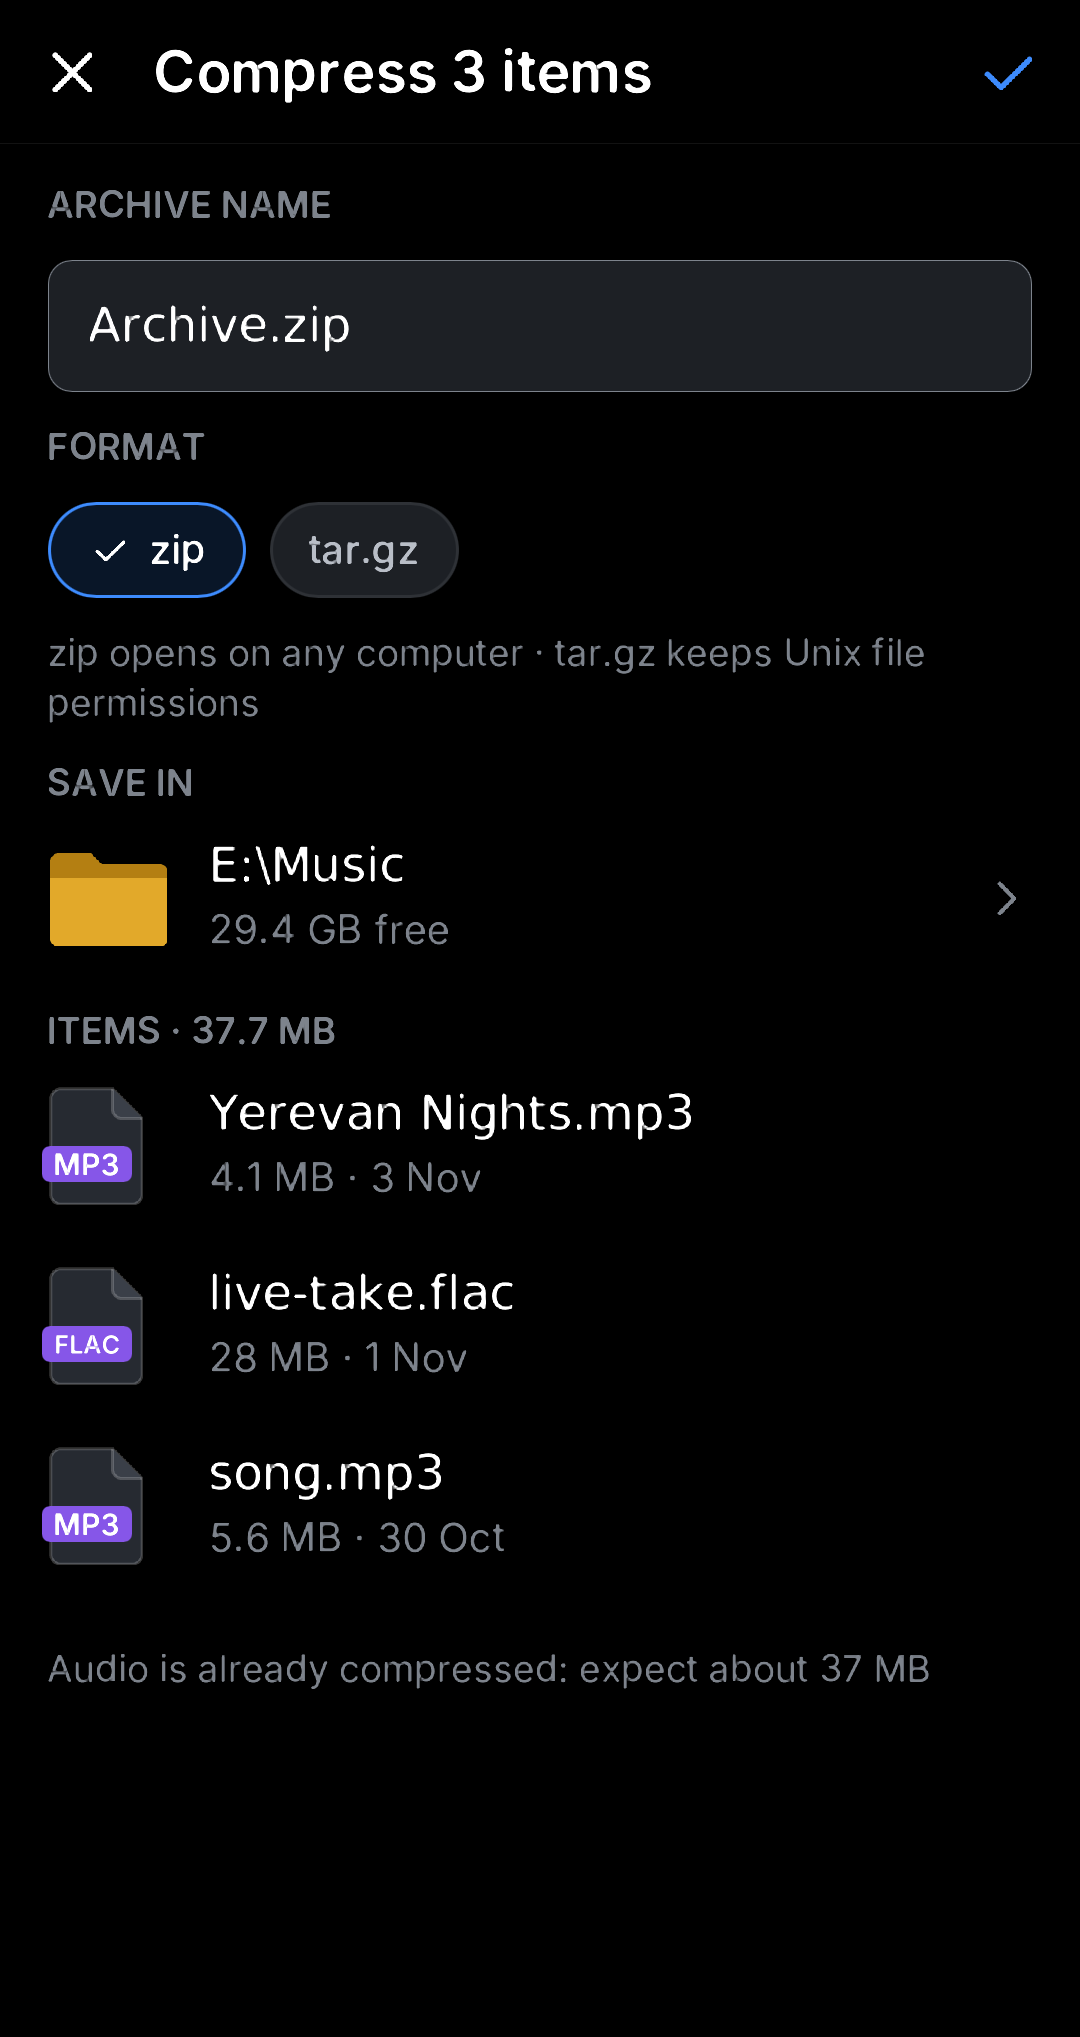 Compress 3 items
ARCHIVE NAME
Archive.zip
FORMAT
zip
tar.gz
zip opens on any computer · tar.gz keeps Unix file
permissions
SAVE IN
E:\Music
29.4 GB free
ITEMS · 37.7 MB
Yerevan Nights.mp3
MP3
4.1 MB · 3 Nov
live-take.flac
FLAC
28 MB · 1 Nov
song.mp3
MP3
5.6 MB · 30 Oct
Audio is already compressed: expect about 37 MB